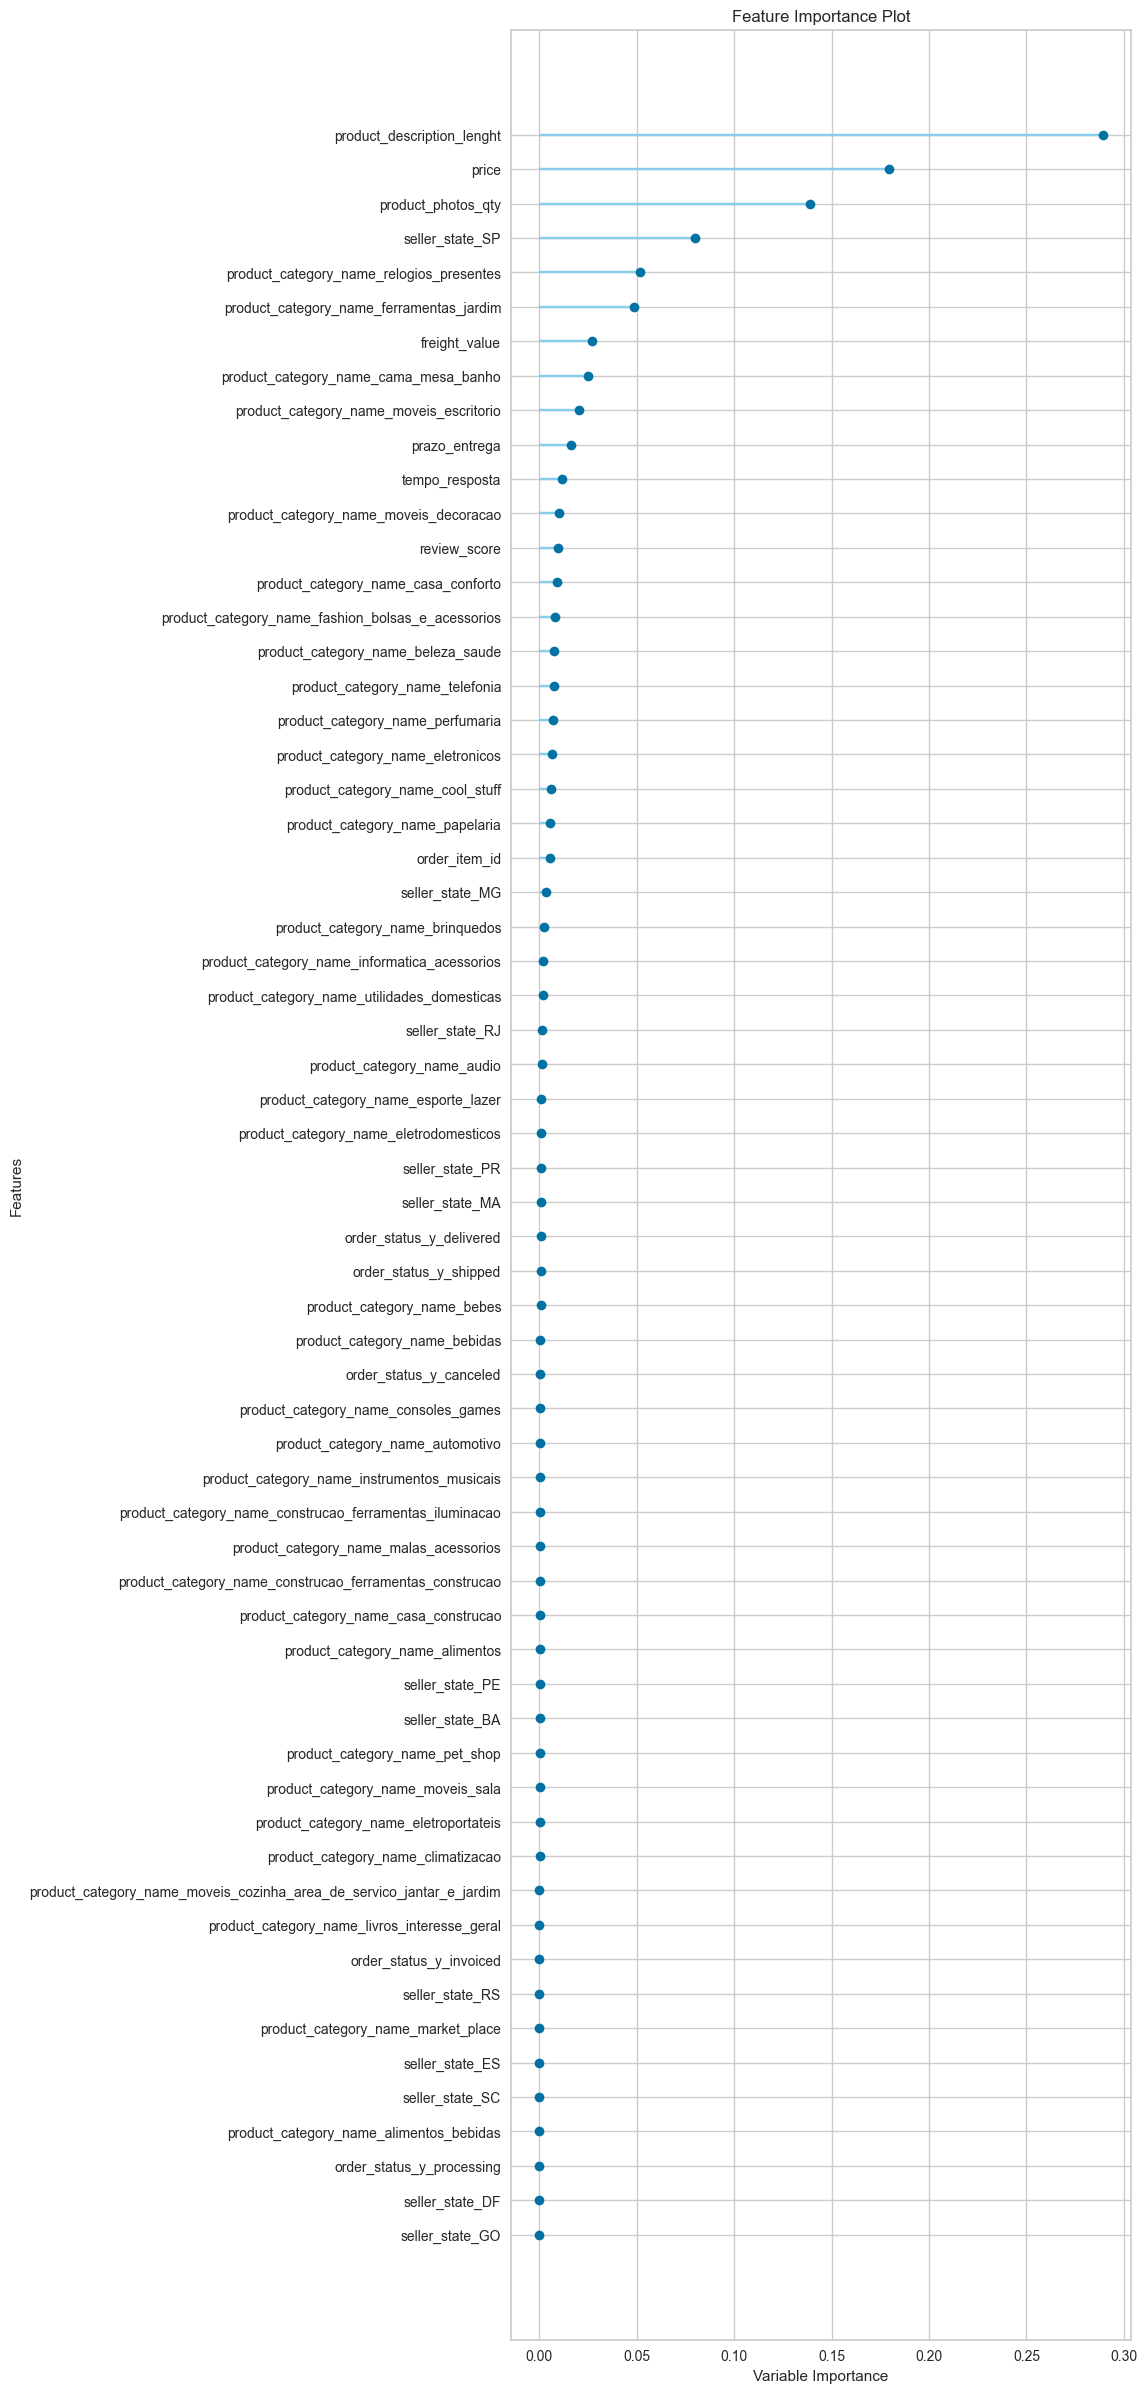 Feature Importance Plot
product_description_lenght
price
product_photos_qty
seller_state_SP
product_category_name_relogios_presentes
product_category_name_ferramentas_jardim
freight_value
product_category_name_cama_mesa_banho
product_category_name_moveis_escritorio
prazo_entrega
tempo_resposta
product_category_name_moveis_decoracao
review_score
product_category_name_casa_conforto
product_category_name_fashion_bolsas_e_acessorios
product_category_name_beleza_saude
product_category_name_telefonia
product_category_name_perfumaria
product_category_name_eletronicos
product_category_name_cool_stuff
product_category_name_papelaria
order_item_id
seller_state_MG
product_category_name_brinquedos
product_category_name_informatica_acessorios
product_category_name_utilidades_domesticas
seller_state_RJ
product_category_name_audio
product_category_name_esporte_lazer
product_category_name_eletrodomesticos
seller_state_PR
seller_state_MA
order_status_y_delivered
order_status_y_shipped
product_category_name_bebes
product_category_name_bebidas
order_status_y_canceled
product_category_name_consoles_games
product_category_name_automotivo
product_category_name_instrumentos_musicais
product_category_name_construcao_ferramentas_iluminacao
product_category_name_malas_acessorios
product_category_name_construcao_ferramentas_construcao
product_category_name_casa_construcao
product_category_name_alimentos
seller_state_PE
seller_state_BA
product_category_name_pet_shop
product_category_name_moveis_sala
product_category_name_eletroportateis
product_category_name_climatizacao
product_category_name_moveis_cozinha_area_de_servico_jantar_e_jardim
product_category_name_livros_interesse_geral
order_status_y_invoiced
seller_state_RS
product_category_name_market_place
seller_state_ES
seller_state_SC
product_category_name_alimentos_bebidas
order_status_y_processing
seller_state_DF
seller_state_GO
Features
0.00 0.05 0.10 0.15 0.20 0.25 0.30
Variable Importance